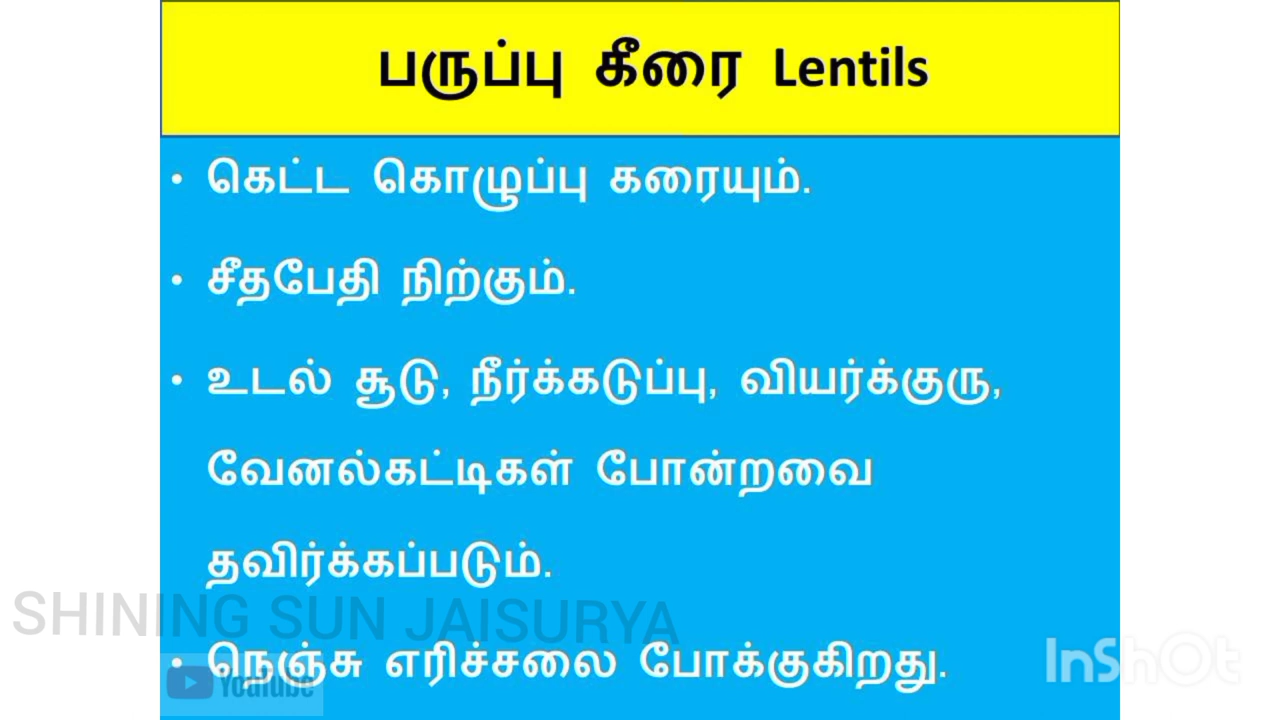 பருப்பு கீரை Lentils
• கெட்ட கொழுப்பு கரையும்.
• சீதபேதி நிற்கும்.
• உடல் சூடு, நீர்க்கடுப்பு, வியர்க்குரு,
வேனல்கட்டிகள் போன்றவை
தவிர்க்கப்படும்.
SHINING SUN JAISURYA
• நெஞ்சு எரிச்சலை போக்குகிறது.
YouTube
InShOt